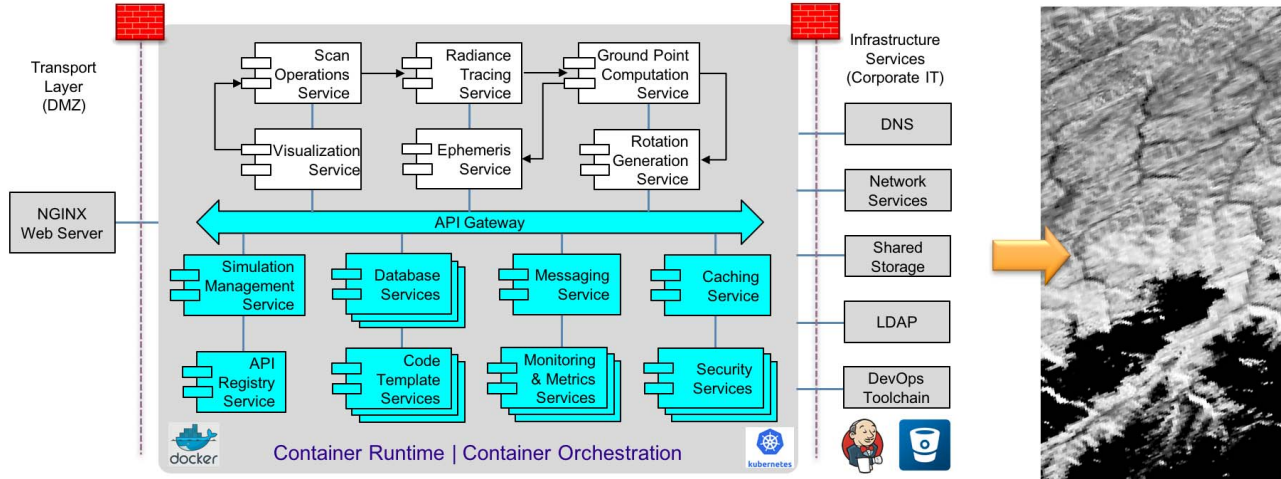 Transport
Layer
(DMZ)
NGINX
Web Server
Scan
Operations
Service
Radiance
Tracing
Service
Ground Point
Computation
Service
Visualization
Service
Ephemeris
Service
Rotation
Generation
Service
API Gateway
Simulation
Management
Service
Database
Services
Messaging
Service
Caching
Service
API
Registry
Service
Code
Template
Services
Monitoring
& Metrics
Services
Security
Services
docker
Container Runtime | Container Orchestration
kubernetes
Infrastructure
Services
(Corporate IT)
DNS
Network
Services
Shared
Storage
LDAP
DevOps
Toolchain